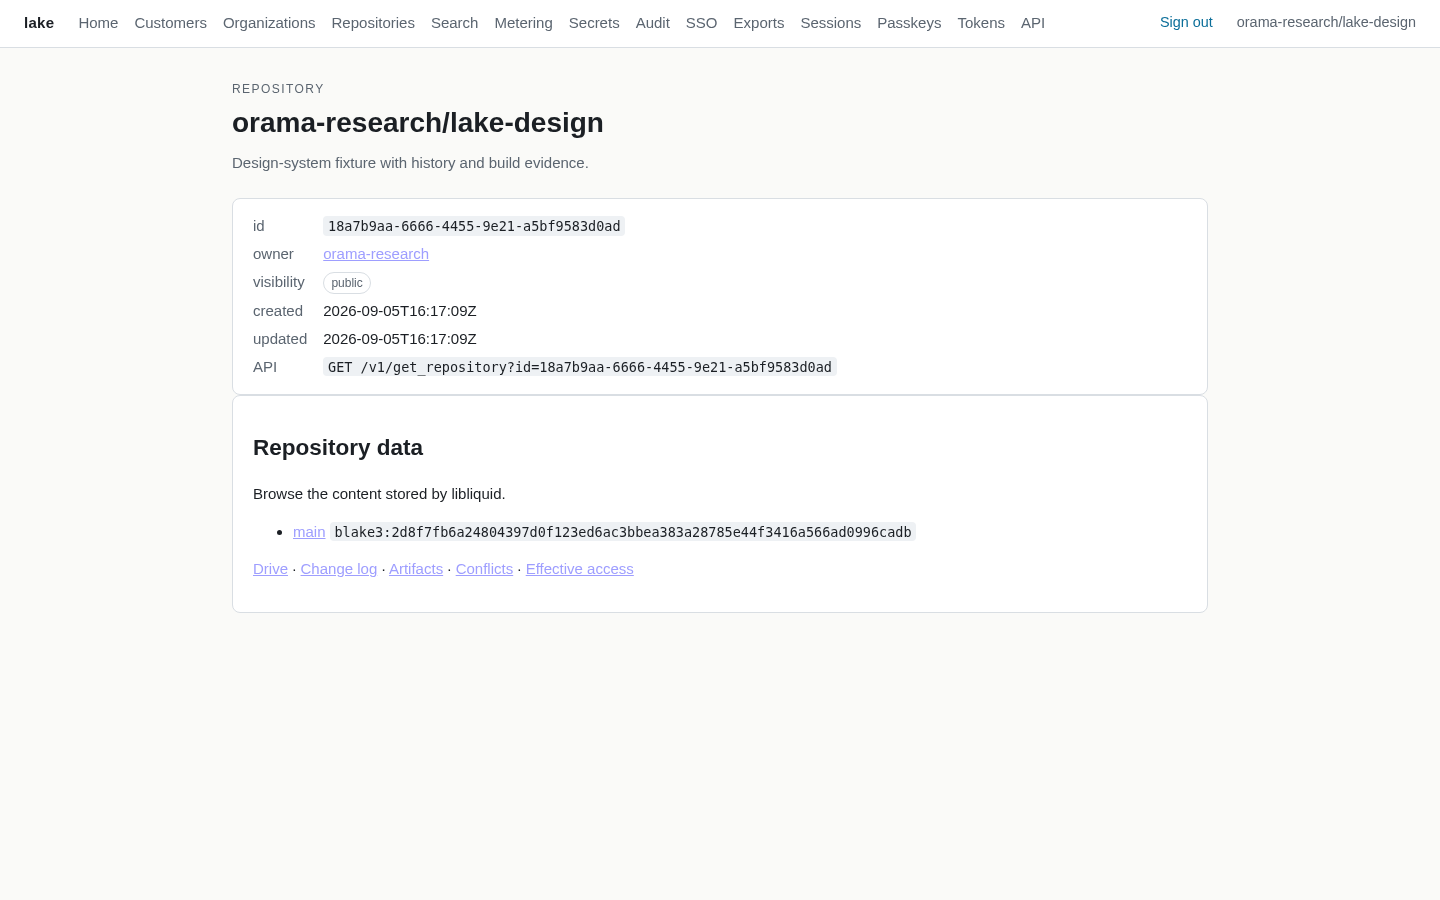 lake Home Customers Organizations Repositories Search Metering Secrets Audit SSO Exports Sessions Passkeys Tokens API Sign out orama-research/lake-design
REPOSITORY
orama-research/lake-design
Design-system fixture with history and build evidence.
id 18a7b9aa-6666-4455-9e21-a5bf9583d0ad
owner orama-research
visibility public
created 2026-09-05T16:17:09Z
updated 2026-09-05T16:17:09Z
API GET /v1/get_repository?id=18a7b9aa-6666-4455-9e21-a5bf9583d0ad
Repository data
Browse the content stored by libliquid.
• main blake3:2d8f7fb6a24804397d0f123ed6ac3bbea383a28785e44f3416a566ad0996cadb
Drive · Change log · Artifacts · Conflicts · Effective access